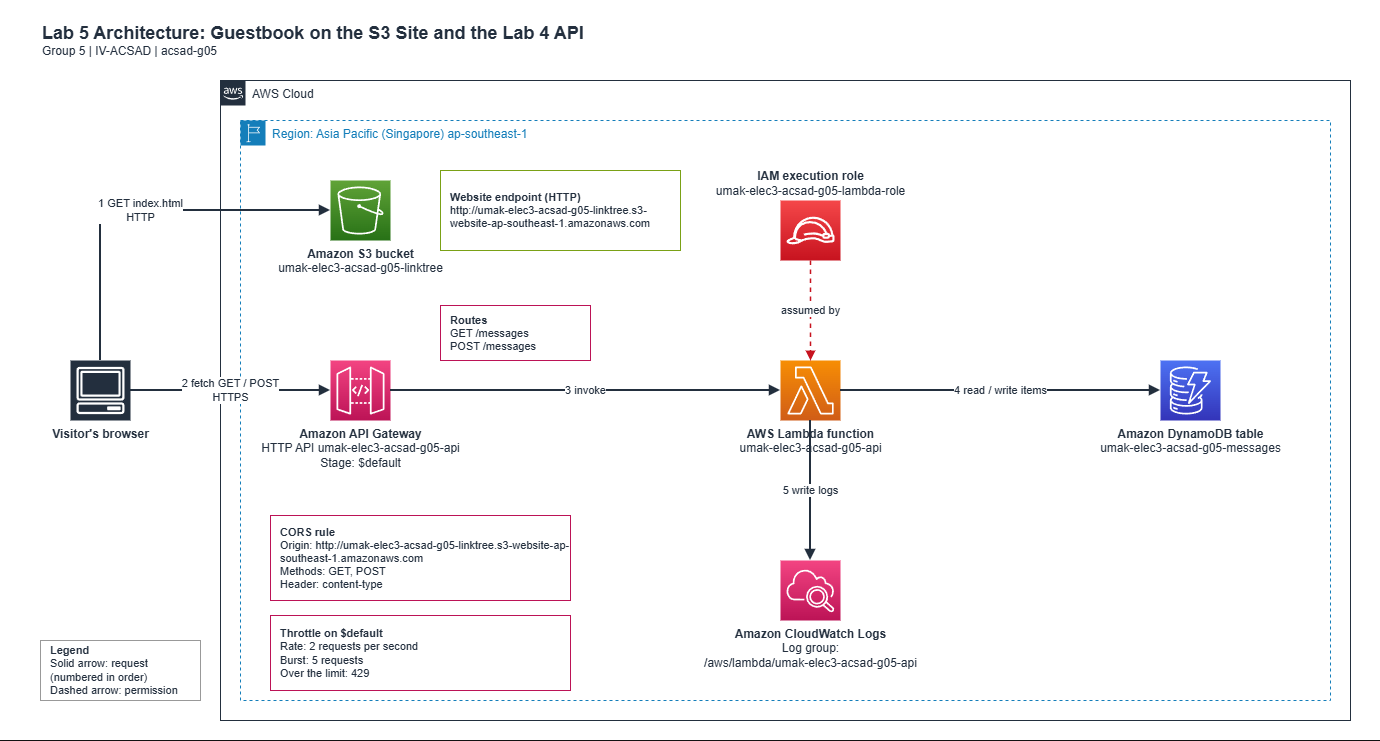 Lab 5 Architecture: Guestbook on the S3 Site and the Lab 4 API
Group 5 | IV-ACSAD | acsad-g05
aws
AWS Cloud
Region: Asia Pacific (Singapore) ap-southeast-1
1 GET index.html
HTTP
Amazon S3 bucket
umak-elec3-acsad-g05-linktree
Website endpoint (HTTP)
http://umak-elec3-acsad-g05-linktree.s3-
website-ap-southeast-1.amazonaws.com
IAM execution role
umak-elec3-acsad-g05-lambda-role
assumed by
Routes
GET /messages
POST /messages
Visitor's browser
2 fetch GET / POST
HTTPS
Amazon API Gateway
HTTP API umak-elec3-acsad-g05-api
Stage: $default
3 invoke
AWS Lambda function
umak-elec3-acsad-g05-api
4 read / write items
Amazon DynamoDB table
umak-elec3-acsad-g05-messages
5 write logs
Amazon CloudWatch Logs
Log group:
/aws/lambda/umak-elec3-acsad-g05-api
CORS rule
Origin: http://umak-elec3-acsad-g05-linktree.s3-website-ap-
southeast-1.amazonaws.com
Methods: GET, POST
Header: content-type
Throttle on $default
Rate: 2 requests per second
Burst: 5 requests
Over the limit: 429
Legend
Solid arrow: request
(numbered in order)
Dashed arrow: permission